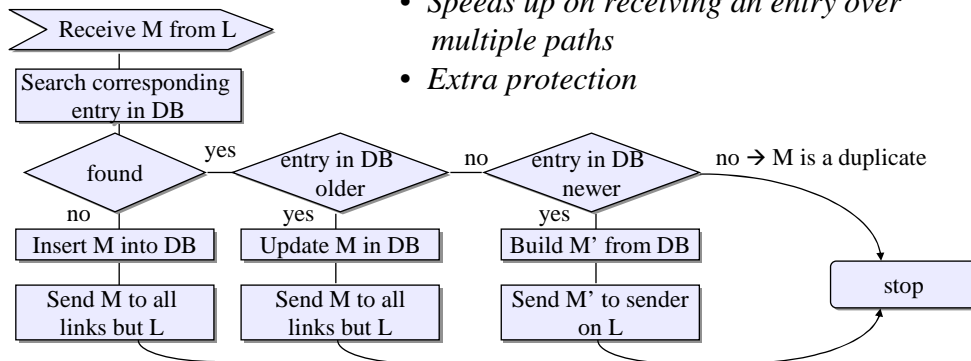 • Speeds up on receiving an entry over
multiple paths
• Extra protection
Receive M from L
Search corresponding
entry in DB
found
yes
entry in DB
older
no
entry in DB
newer
no → M is a duplicate
no
yes
yes
Insert M into DB
Update M in DB
Build M’ from DB
Send M to all
links but L
Send M to all
links but L
Send M’ to sender
on L
stop